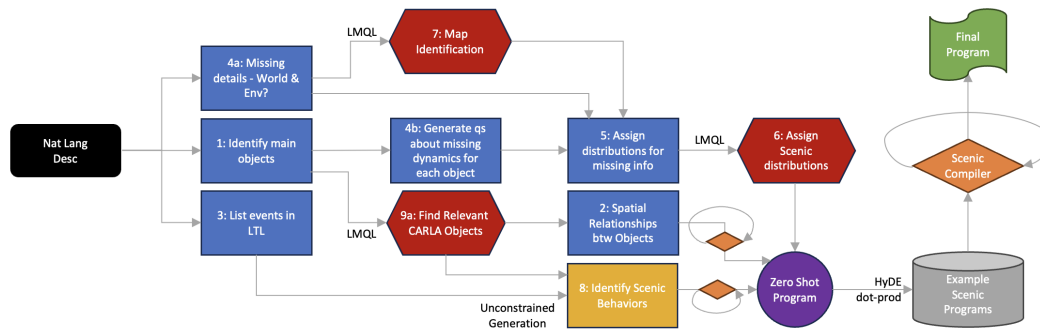 Nat Lang
Desc
4a: Missing
details - World &
Env?
1: Identify main
objects
3: List events in
LTL
LMQL
7: Map
Identification
4b: Generate qs
about missing
dynamics for
each object
LMQL
9a: Find Relevant
CARLA Objects
5: Assign
distributions for
missing info
2: Spatial
Relationships
btw Objects
Unconstrained
Generation
8: Identify Scenic
Behaviors
LMQL
6: Assign
Scenic
distributions
Zero Shot
Program
HyDE
dot-prod
Final
Program
Scenic
Compiler
Example
Scenic
Programs